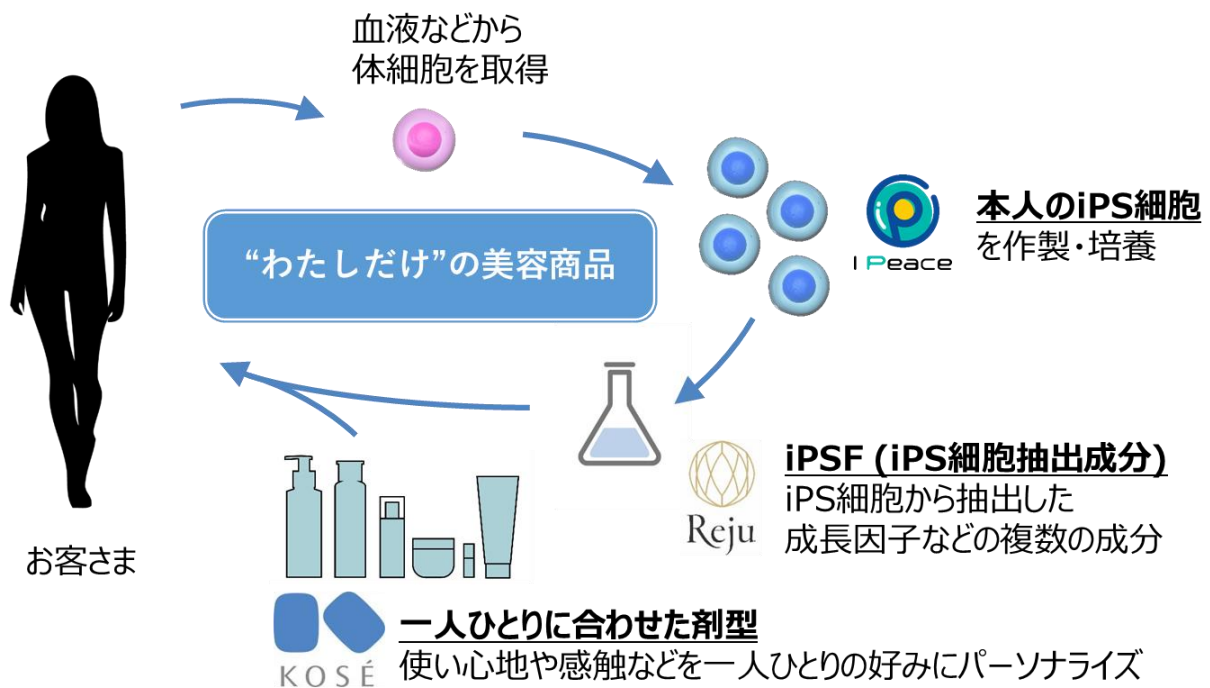 血液などから
体細胞を取得
本人のiPS細胞
を作製・培養
I Peace
“わたしだけ”の美容商品
iPSF (iPS細胞抽出成分)
iPS細胞から抽出した
成長因子などの複数の成分
Reju
お客さま
一人ひとりに合わせた剤型
使い心地や感触などを一人ひとりの好みにパーソナライズ
KOSÉ